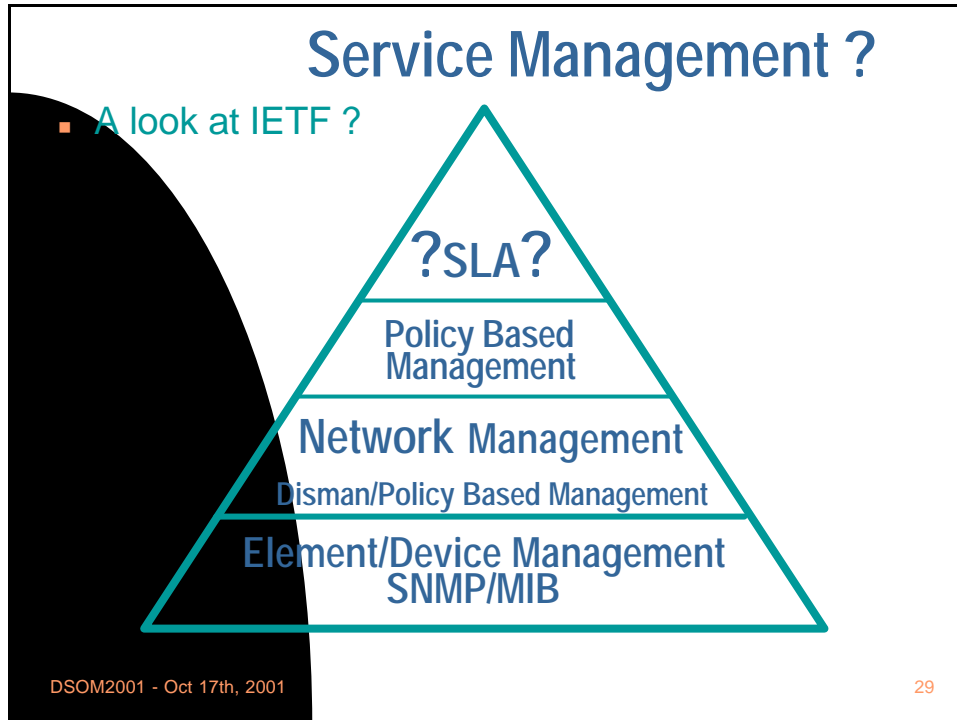 Service Management ?
A look at IETF ?
?SLA?
Policy Based
Management
Network Management
Disman/Policy Based Management
Element/Device Management
SNMP/MIB
DSOM2001 - Oct 17th, 2001
29